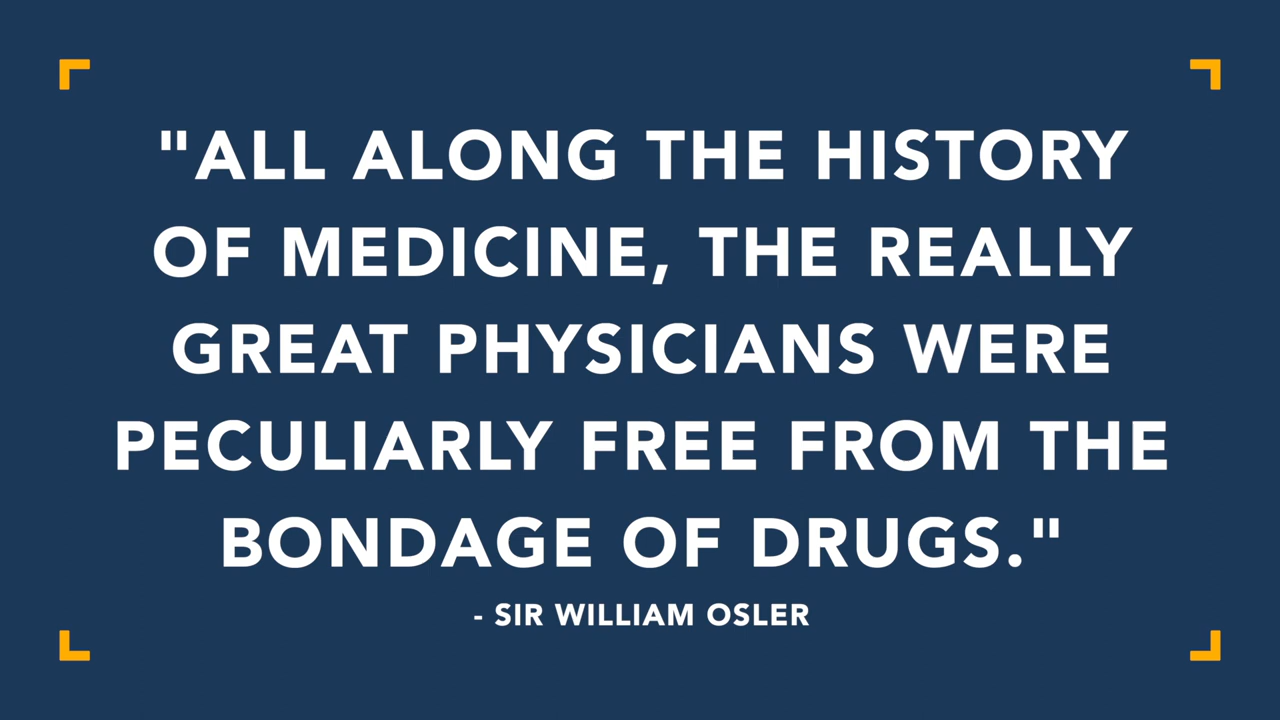 "ALL ALONG THE HISTORY
OF MEDICINE, THE REALLY
GREAT PHYSICIANS WERE
PECULIARLY FREE FROM THE
BONDAGE OF DRUGS."
- SIR WILLIAM OSLER